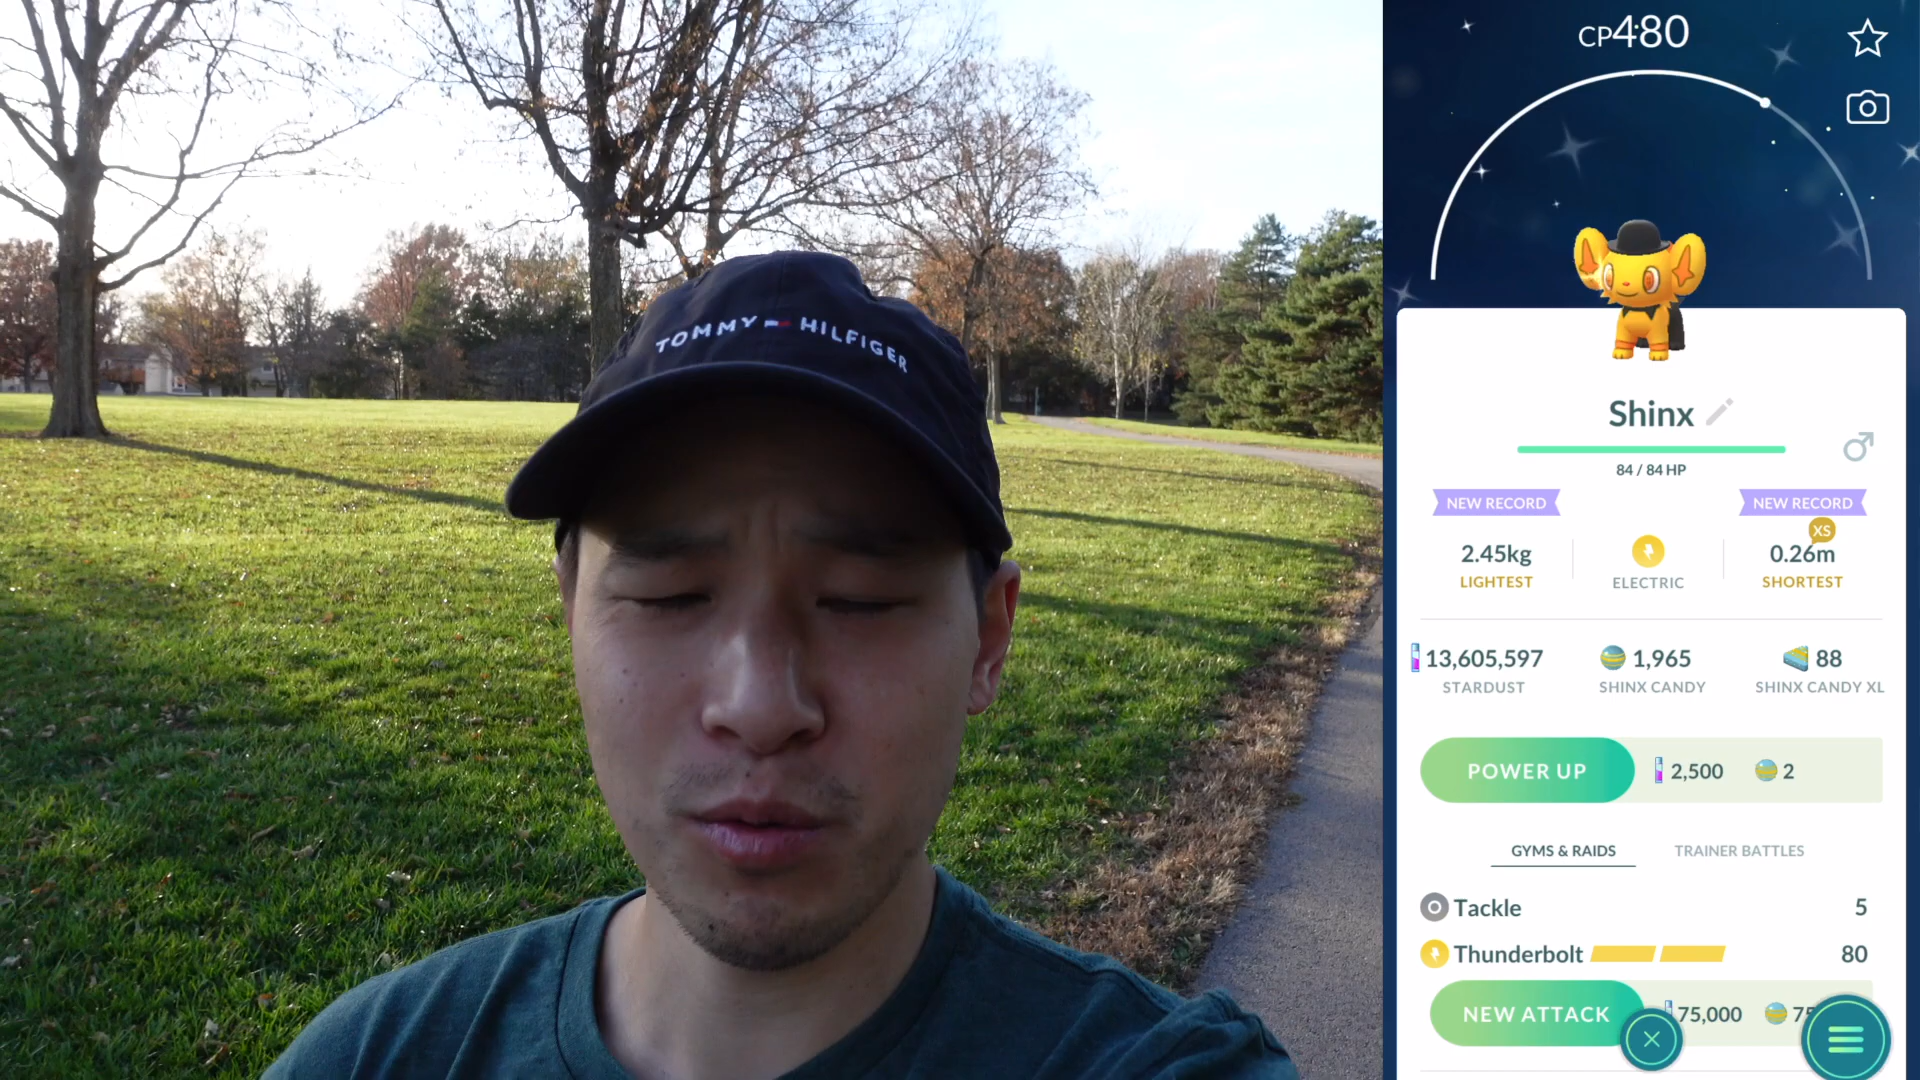 TOMMY HILFIGER
CP480
Shinx
84 / 84 HP
NEW RECORD
NEW RECORD
XS
2.45kg
0.26m
LIGHTEST
ELECTRIC
SHORTEST
13,605,597
1,965
88
STARDUST
SHINX CANDY
SHINX CANDY XL
POWER UP
2,500
2
GYMS & RAIDS
TRAINER BATTLES
Tackle
5
Thunderbolt
80
NEW ATTACK
75,000